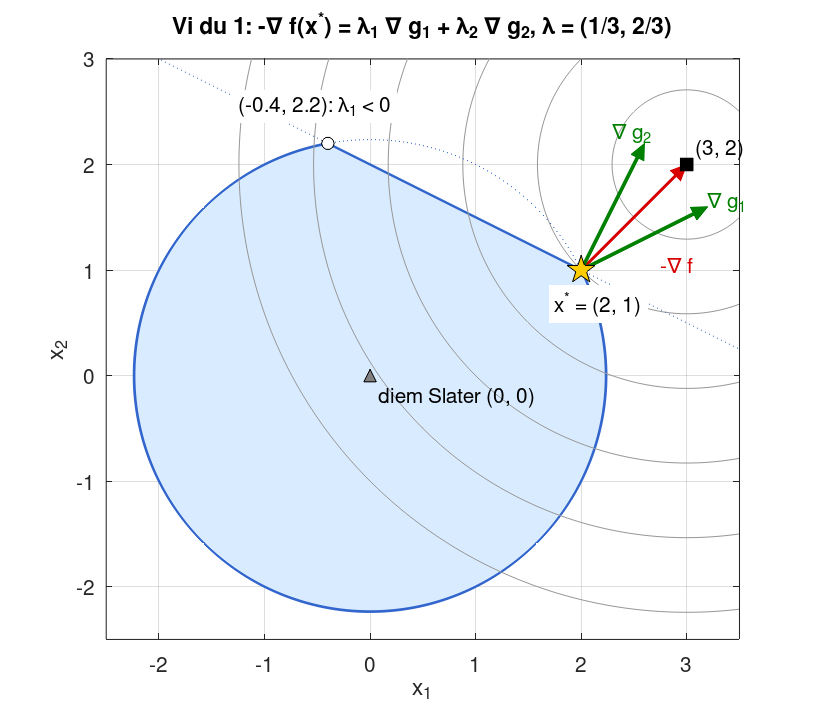 Vi du 1: -∇ f(x*) = λ₁ ∇ g₁ + λ₂ ∇ g₂, λ = (1/3, 2/3)
3
(-0.4, 2.2): λ₁ < 0
∇ g₂
(3, 2)
2
∇ g₁
1
-∇ f
x* = (2, 1)
x₂
0
diem Slater (0, 0)
-1
-2
-2 -1 0 1 2 3
x₁